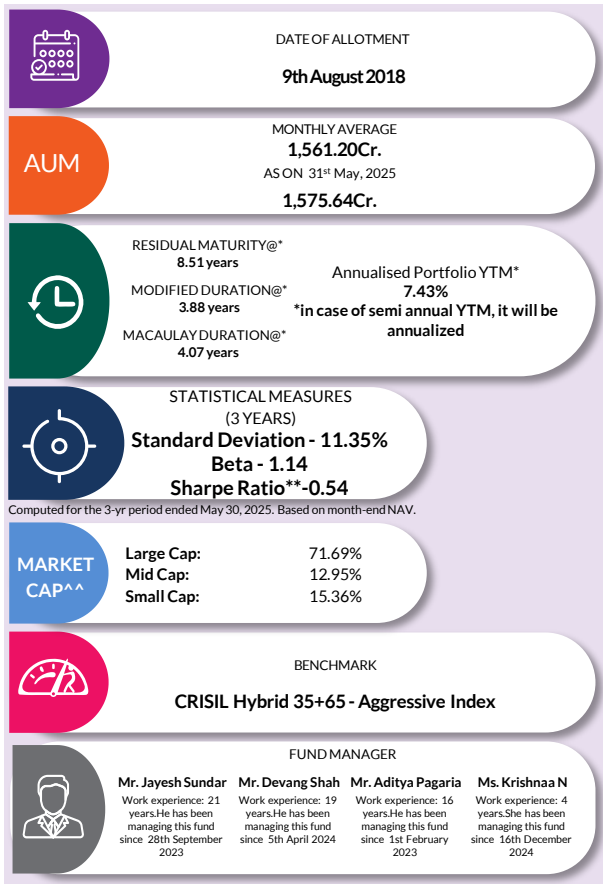 DATE OF ALLOTMENT
9th August 2018
AUM
MONTHLY AVERAGE
1,561.20Cr.
AS ON 31st May, 2025
1,575.64Cr.
RESIDUAL MATURITY@*
8.51 years
MODIFIED DURATION@*
3.88 years
MACAULAY DURATION@*
4.07 years
Annualised Portfolio YTM*
7.43%
*in case of semi annual YTM, it will be
annualized
STATISTICAL MEASURES
(3 YEARS)
Standard Deviation - 11.35%
Beta - 1.14
Sharpe Ratio**-0.54
Computed for the 3-yr period ended May 30, 2025. Based on month-end NAV.
MARKET
CAP^^
Large Cap: 71.69%
Mid Cap: 12.95%
Small Cap: 15.36%
BENCHMARK
CRISIL Hybrid 35+65 - Aggressive Index
FUND MANAGER
Mr. Jayesh Sundar
Work experience: 21
years.He has been
managing this fund
since 28th September
2023
Mr. Devang Shah
Work experience: 19
years.He has been
managing this fund
since 5th April 2024
Mr. Aditya Pagaria
Work experience: 16
years.He has been
managing this fund
since 1st February
2023
Ms. Krishnaa N
Work experience: 4
years.She has been
managing this fund
since 16th December
2024